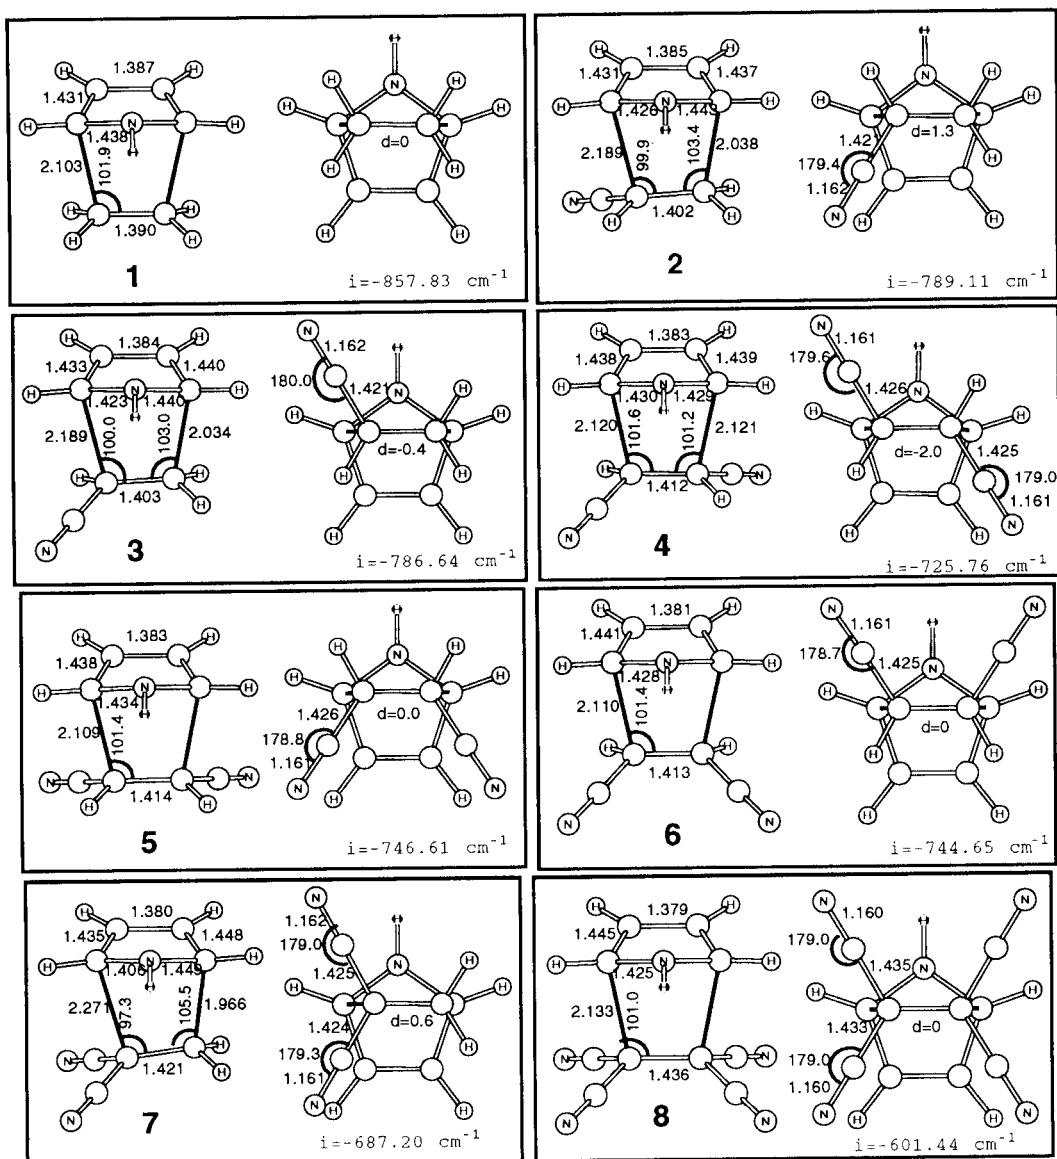 H H 1.387 H H H
1.431 N
H N H H H
1.438 d=0
H
2.103 101.9 H H
H H
H H
1.390 H H
1
i=-857.83 cm-1
H H 1.385 H H H
1.431 1.437 N
H 1.426 N 1.443 H H H
H d=1.3
1.42
2.189 99.9 103.4 2.038 179.4
1.162
N H
H H N H H
1.402
2
i=-789.11 cm-1
H 1.384 H N 1.162 H
1.433 1.440 180.0
1.421 N H
H N H H H
1.423 1.440
H d=-0.4
2.189 100.0 103.0 2.034 H H
H H
H
1.403 H H
N
3
i=-786.64 cm-1
H 1.383 H N 1.161 H
1.438 1.439 179.6
1.426 N H
H N H H H
1.430 1.429
H d=-2.0
2.120 101.6 101.2 2.121 H 1.425
179.0
H N 1.161
1.412 H H H N
N
4
i=-725.76 cm-1
H 1.383 H H
1.438 H N H
H N H H H
1.434 1.426 d=0.0
H
2.109 101.4 178.8
1.161
N N
H 1.414 H N H H N
5
i=-746.61 cm-1
H 1.381 H N 1.161 N
1.441 178.7 H
1.425 N
H 1.428 N H H H
H d=0
2.110 101.4 H H
H H
1.413
N N H H
6
i=-744.65 cm-1
H 1.380 H N
1.162 H
1.435 1.448 179.0
1.425 N H
H N H H H
1.406 1.449
H
2.271 97.3 105.5 1.966 1.424 d=0.6
H
N H 179.3
1.421 H 1.161
N N H H
7
i=-687.20 cm-1
H 1.379 H N 1.160 N
1.445 179.0 H
1.435 N
H N H H H
1.425
H 1.433 d=0
2.133 101.0
179.0
N N 1.160
1.436
N N N H H N
8
i=-601.44 cm-1